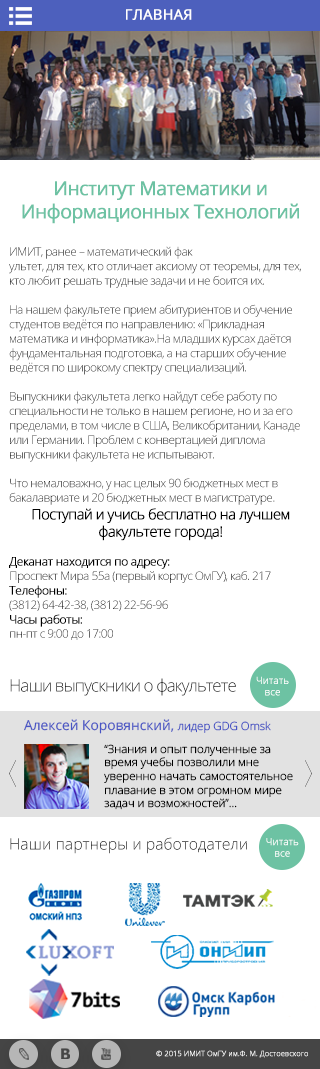 ГЛАВНАЯ
Институт Математики и
Информационных Технологий
ИМИТ, ранее – математический фак
ультет, для тех, кто отличает аксиому от теоремы, для тех,
кто любит решать трудные задачи и не боится их.
На нашем факультете прием абитуриентов и обучение
студентов ведётся по направлению: «Прикладная
математика и информатика».На младших курсах даётся
фундаментальная подготовка, а на старших обучение
ведётся по широкому спектру специализаций.
Выпускники факультета легко найдут себе работу по
специальности не только в нашем регионе, но и за его
пределами, в том числе в США, Великобритании, Канаде
или Германии. Проблем с конвертацией диплома
выпускники факультета не испытывают.
Что немаловажно, у нас целых 90 бюджетных мест в
бакалавриате и 20 бюджетных мест в магистратуре.
Поступай и учись бесплатно на лучшем
факультете города!
Деканат находится по адресу:
Проспект Мира 55а (первый корпус ОмГУ), каб. 217
Телефоны:
(3812) 64-42-38, (3812) 22-56-96
Часы работы:
пн-пт с 9:00 до 17:00
Наши выпускники о факультете
Читать
все
Алексей Коровянский, лидер GDG Omsk
“Знания и опыт полученные за
время учебы позволили мне
уверенно начать самостоятельное
плавание в этом огромном мире
задач и возможностей”...
Наши партнеры и работодатели
Читать
все
ГАЗПРОМ
НЕФТЬ
ОМСКИЙ НПЗ
Unilever
ТАМТЭК
LUXOFT
ОНИИП
7bits
Омск Карбон
Групп
В
You
Tube
© 2015 ИМИТ ОмГУ им.Ф. М. Достоевского